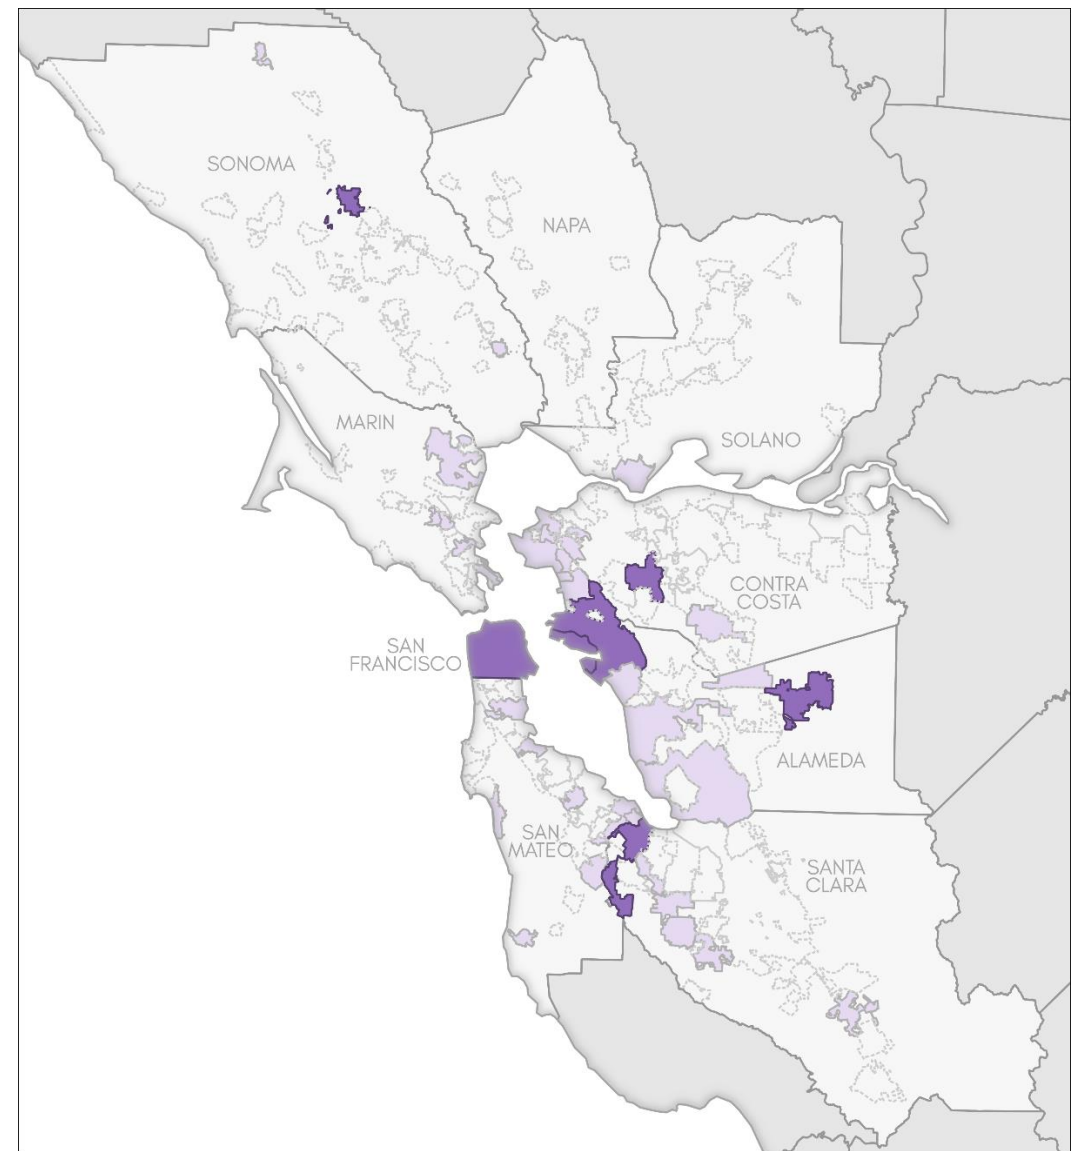 SONOMA
NAPA
MARIN
SOLANO
CONTRA
COSTA
SAN
FRANCISCO
ALAMEDA
SAN
MATEO
SANTA
CLARA